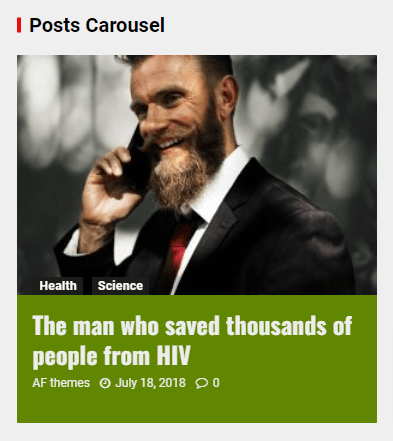 Posts Carousel
Health Science
The man who saved thousands of
people from HIV
AF themes July 18, 2018 0